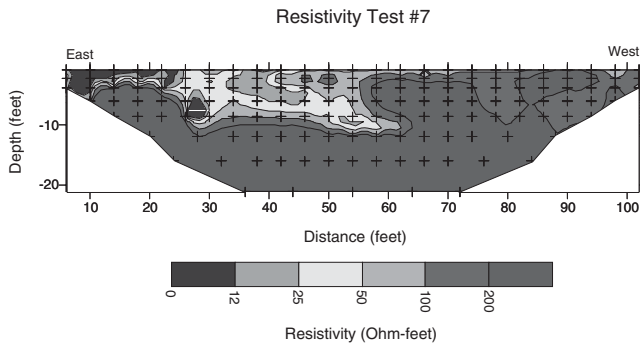 Resistivity Test #7
East West
Depth (feet)
-10
-20
10 20 30 40 50 60 70 80 90 100
Distance (feet)
0 12 25 50 100 200
Resistivity (Ohm-feet)